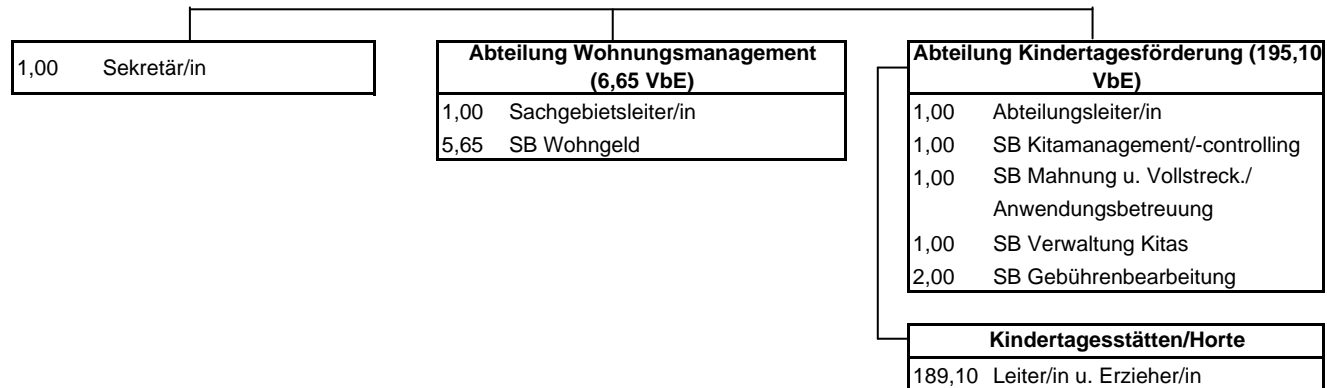 1,00 Sekretär/in
Abteilung Wohnungsmanagement
(6,65 VbE)
1,00 Sachgebietsleiter/in
5,65 SB Wohngeld
Abteilung Kindertagesförderung (195,10
VbE)
1,00 Abteilungsleiter/in
1,00 SB Kitamanagement/-controlling
1,00 SB Mahnung u. Vollstreck./
Anwendungsbetreuung
1,00 SB Verwaltung Kitas
2,00 SB Gebührenbearbeitung
Kindertagesstätten/Horte
189,10 Leiter/in u. Erzieher/in